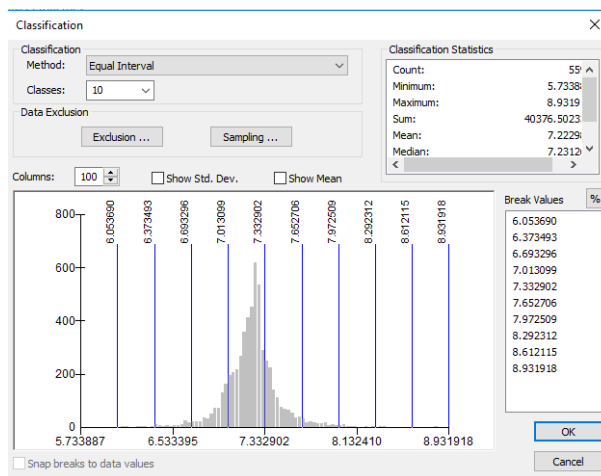 Classification
Classification
Method: Equal Interval
Classes: 10
Data Exclusion
Exclusion ...
Sampling ...
Classification Statistics
Count: 559
Minimum: 5.7338
Maximum: 8.9319
Sum: 40376.5023
Mean: 7.2229
Median: 7.2312
Columns: 100
Show Std. Dev.
Show Mean
Break Values
%
6.053690
6.373493
6.693296
7.013099
7.332902
7.652706
7.972509
8.292312
8.612115
8.931918
800
600
400
200
0
5.733887
6.533395
7.332902
8.132410
8.931918
6.053690
6.373493
6.693296
7.013099
7.332902
7.652706
7.972509
8.292312
8.612115
8.931918
OK
Snap breaks to data values
Cancel